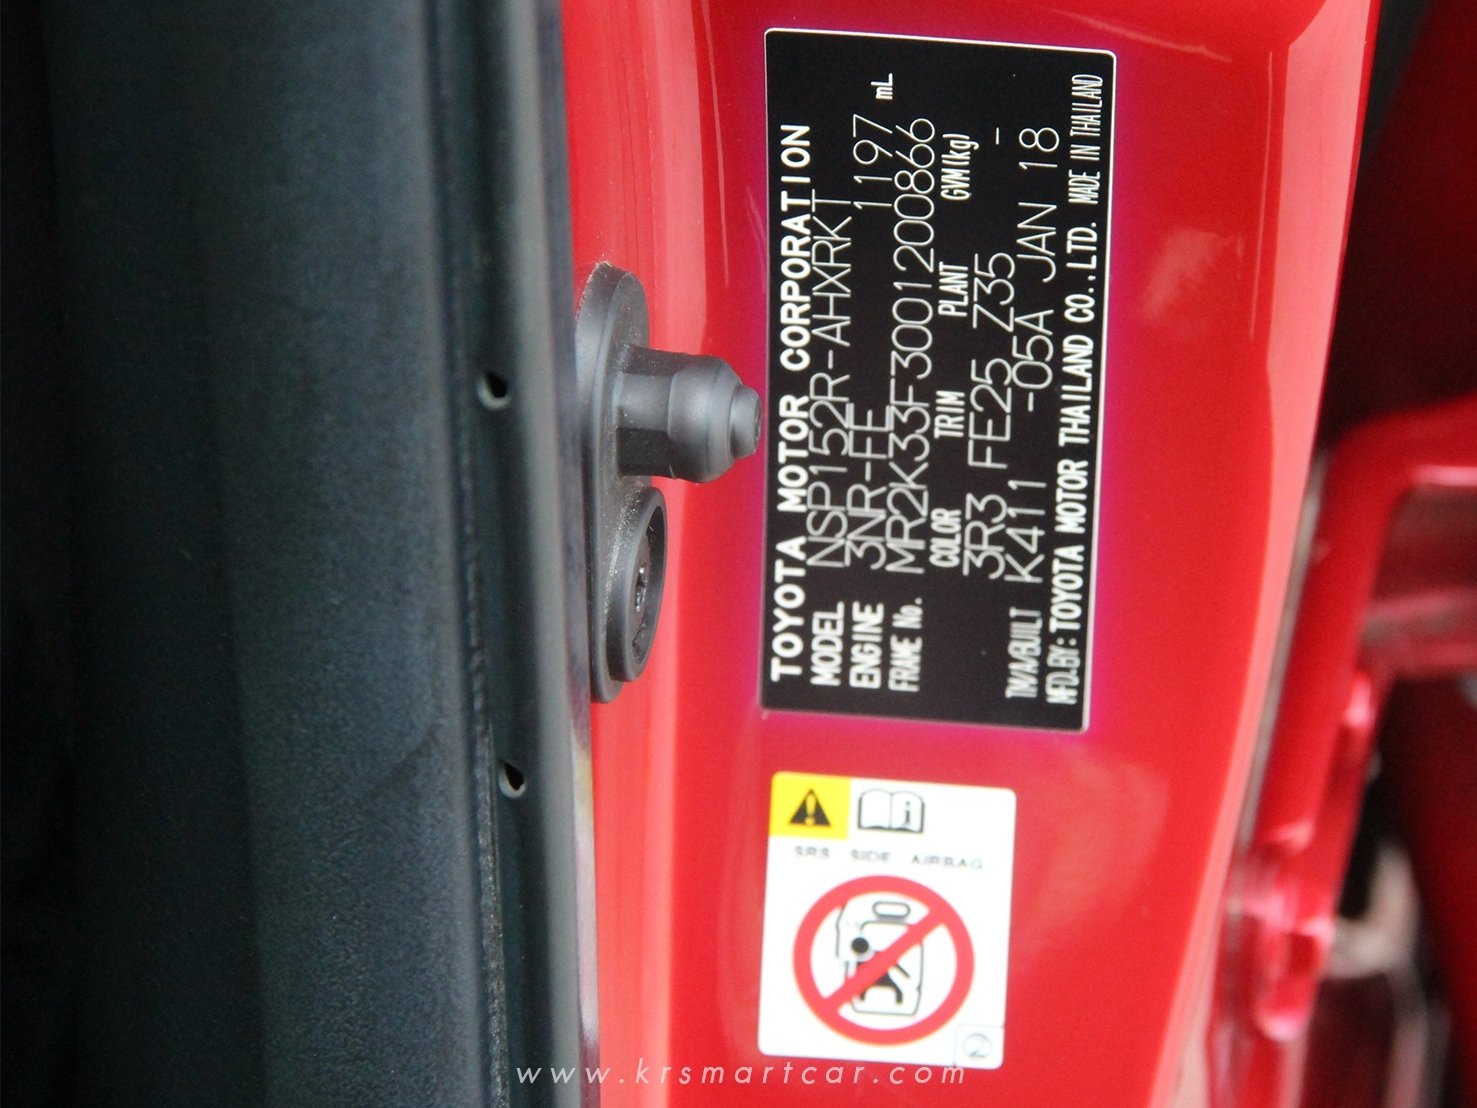 TOYOTA MOTOR CORPORATION
MODEL NSP152R-AHXRKT
ENGINE 3NR-FE 1197 mL
FRAME No. MR2K33F3001200866
COLOR TRIM PLANT GVM(kg)
3R3 FE25 Z35 -
TM/A/BUILT K411 -05A JAN 18
MFD.BY: TOYOTA MOTOR THAILAND CO.,LTD. MADE IN THAILAND
SRS SIDE AIRBAG
2
www.krsmartcar.com